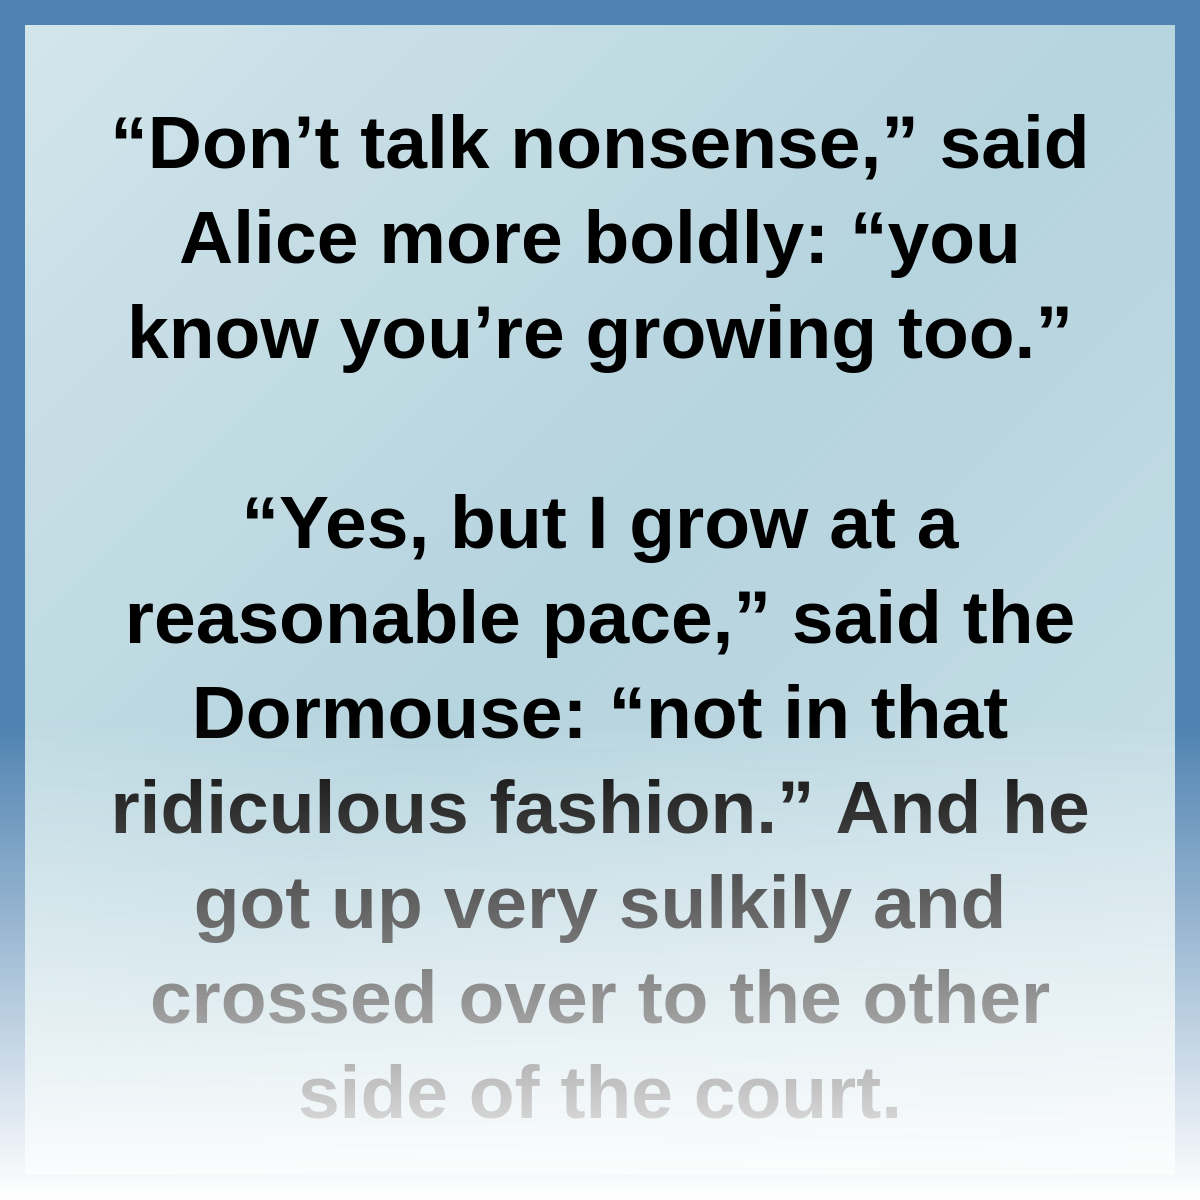 “Don’t talk nonsense,” said
Alice more boldly: “you
know you’re growing too.”
“Yes, but I grow at a
reasonable pace,” said the
Dormouse: “not in that
ridiculous fashion.” And he
got up very sulkily and
crossed over to the other
side of the court.